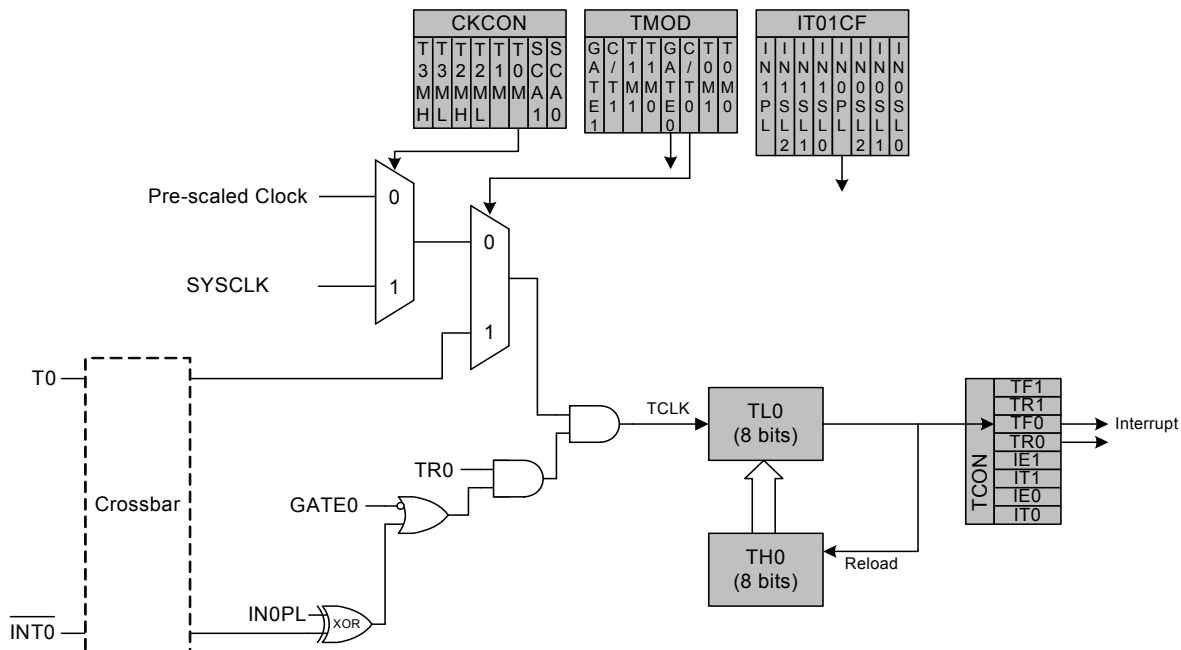 CKCON
T3MH
T3ML
T2MH
T2ML
T1M
T0M
SCA1
SCA0
TMOD
GATE1
C/T1
T1M1
T1M0
GATE0
C/T0
T0M1
T0M0
IT01CF
IN1PL
IN1SL2
IN1SL1
IN1SL0
IN0PL
IN0SL2
IN0SL1
IN0SL0
Pre-scaled Clock
0
SYSCLK
1
0
1
T0
Crossbar
INT0
GATE0
TR0
IN0PL
XOR
TCLK
TL0
(8 bits)
TH0
(8 bits)
Reload
TCON
TF1
TR1
TF0
TR0
IE1
IT1
IE0
IT0
Interrupt